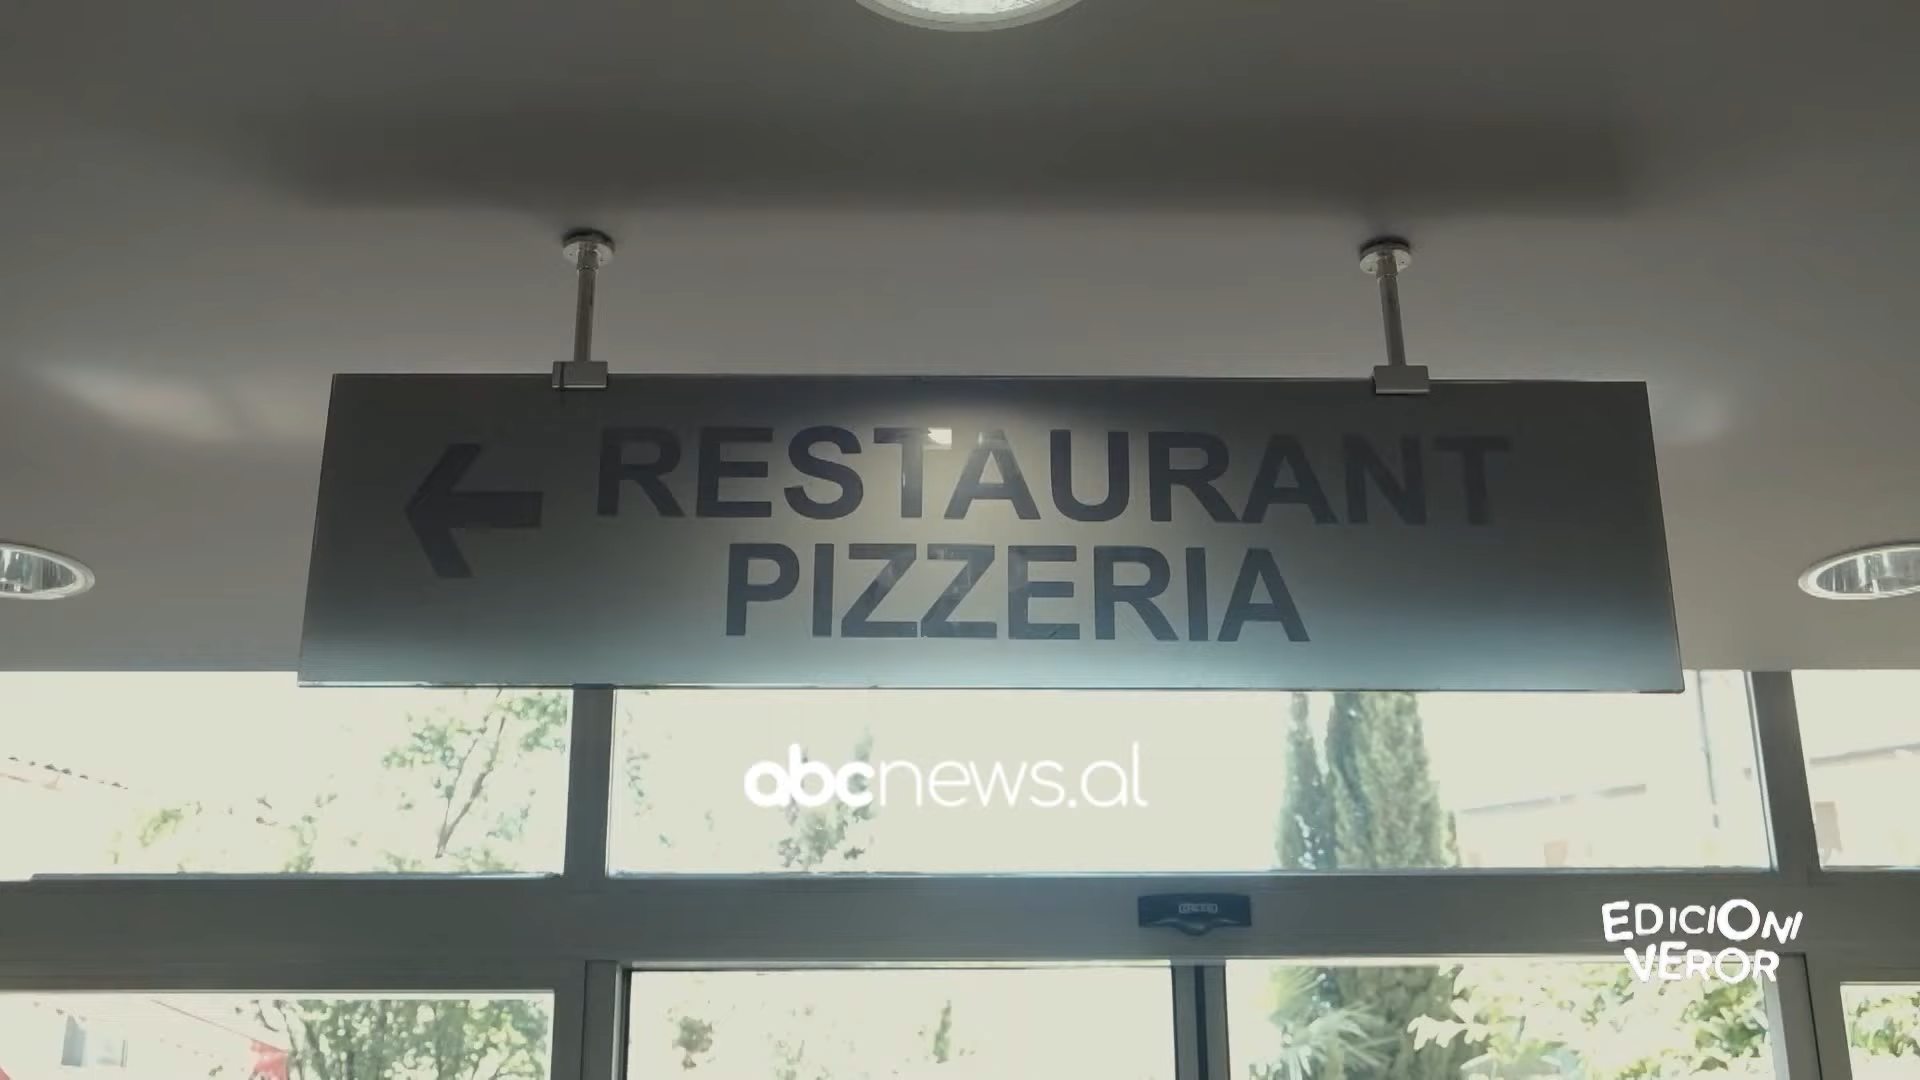 RESTAURANT
PIZZERIA
abcnews.al
EDICIONI
VEROR